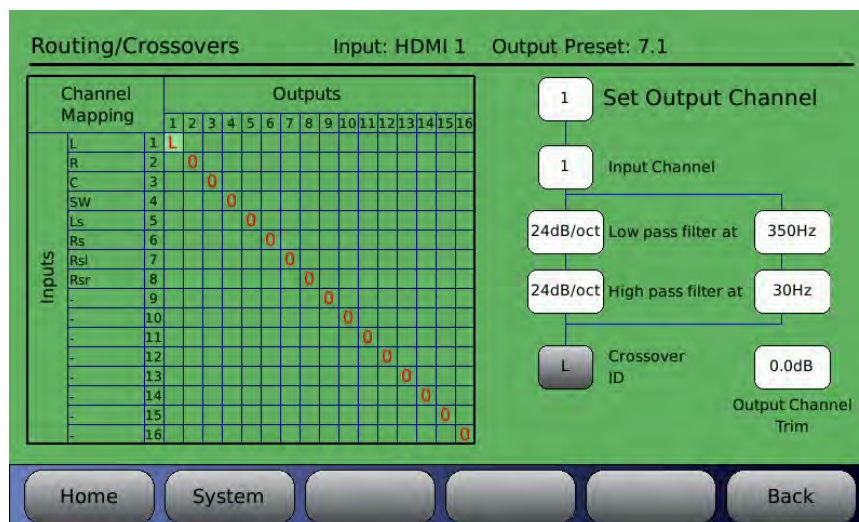 Routing/Crossovers Input: HDMI 1 Output Preset: 7.1
Channel Mapping
Outputs
1 2 3 4 5 6 7 8 9 10 11 12 13 14 15 16
Inputs
L 1 L
R 2 0
C 3 0
SW 4 0
Ls 5 0
Rs 6 0
Rsl 7 0
Rsr 8 0
- 9 0
- 10 0
- 11 0
- 12 0
- 13 0
- 14 0
- 15 0
- 16 0
1 Set Output Channel
1 Input Channel
24dB/oct Low pass filter at 350Hz
24dB/oct High pass filter at 30Hz
L Crossover ID
0.0dB
Output Channel Trim
Home System Back